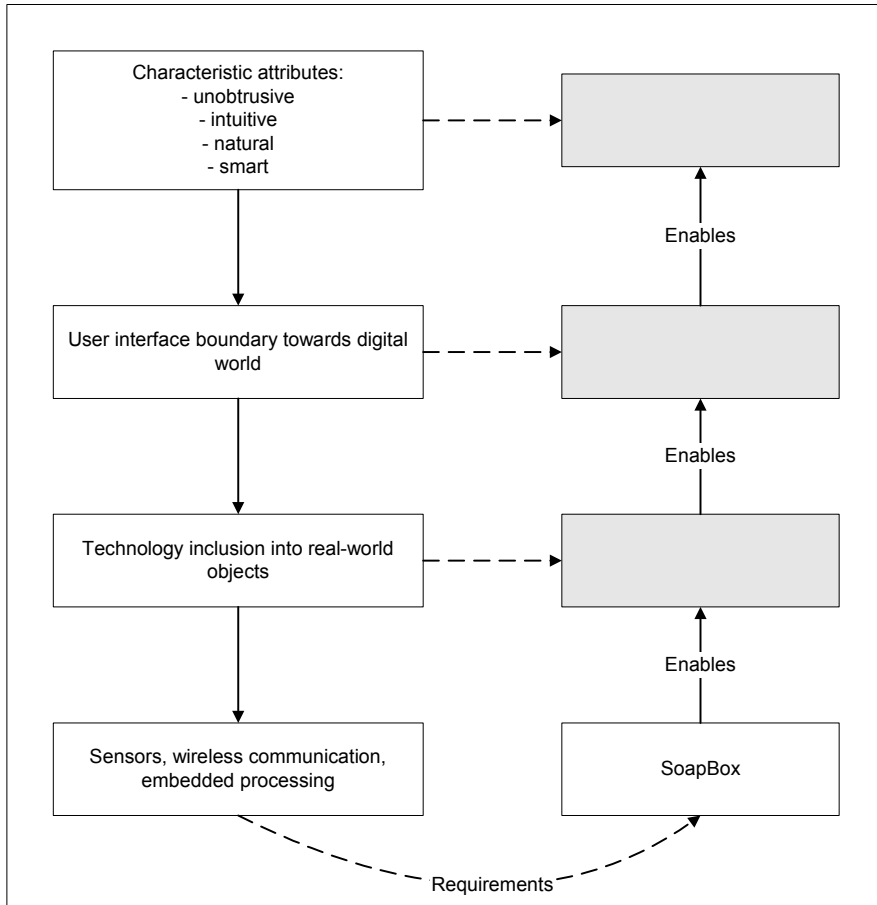 Characteristic attributes:
- unobtrusive
- intuitive
- natural
- smart
Enables
User interface boundary towards digital
world
Enables
Technology inclusion into real-world
objects
Enables
Sensors, wireless communication,
embedded processing
SoapBox
Requirements